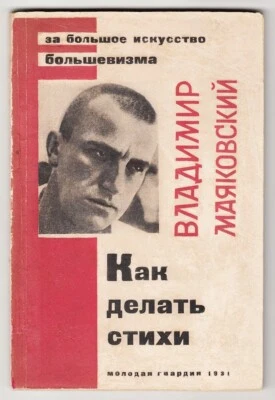 за большое искусство
большевизма
ВЛАДИМИР
МАЯКОВСКИЙ
Как
делать
стихи
молодая гвардия 1931